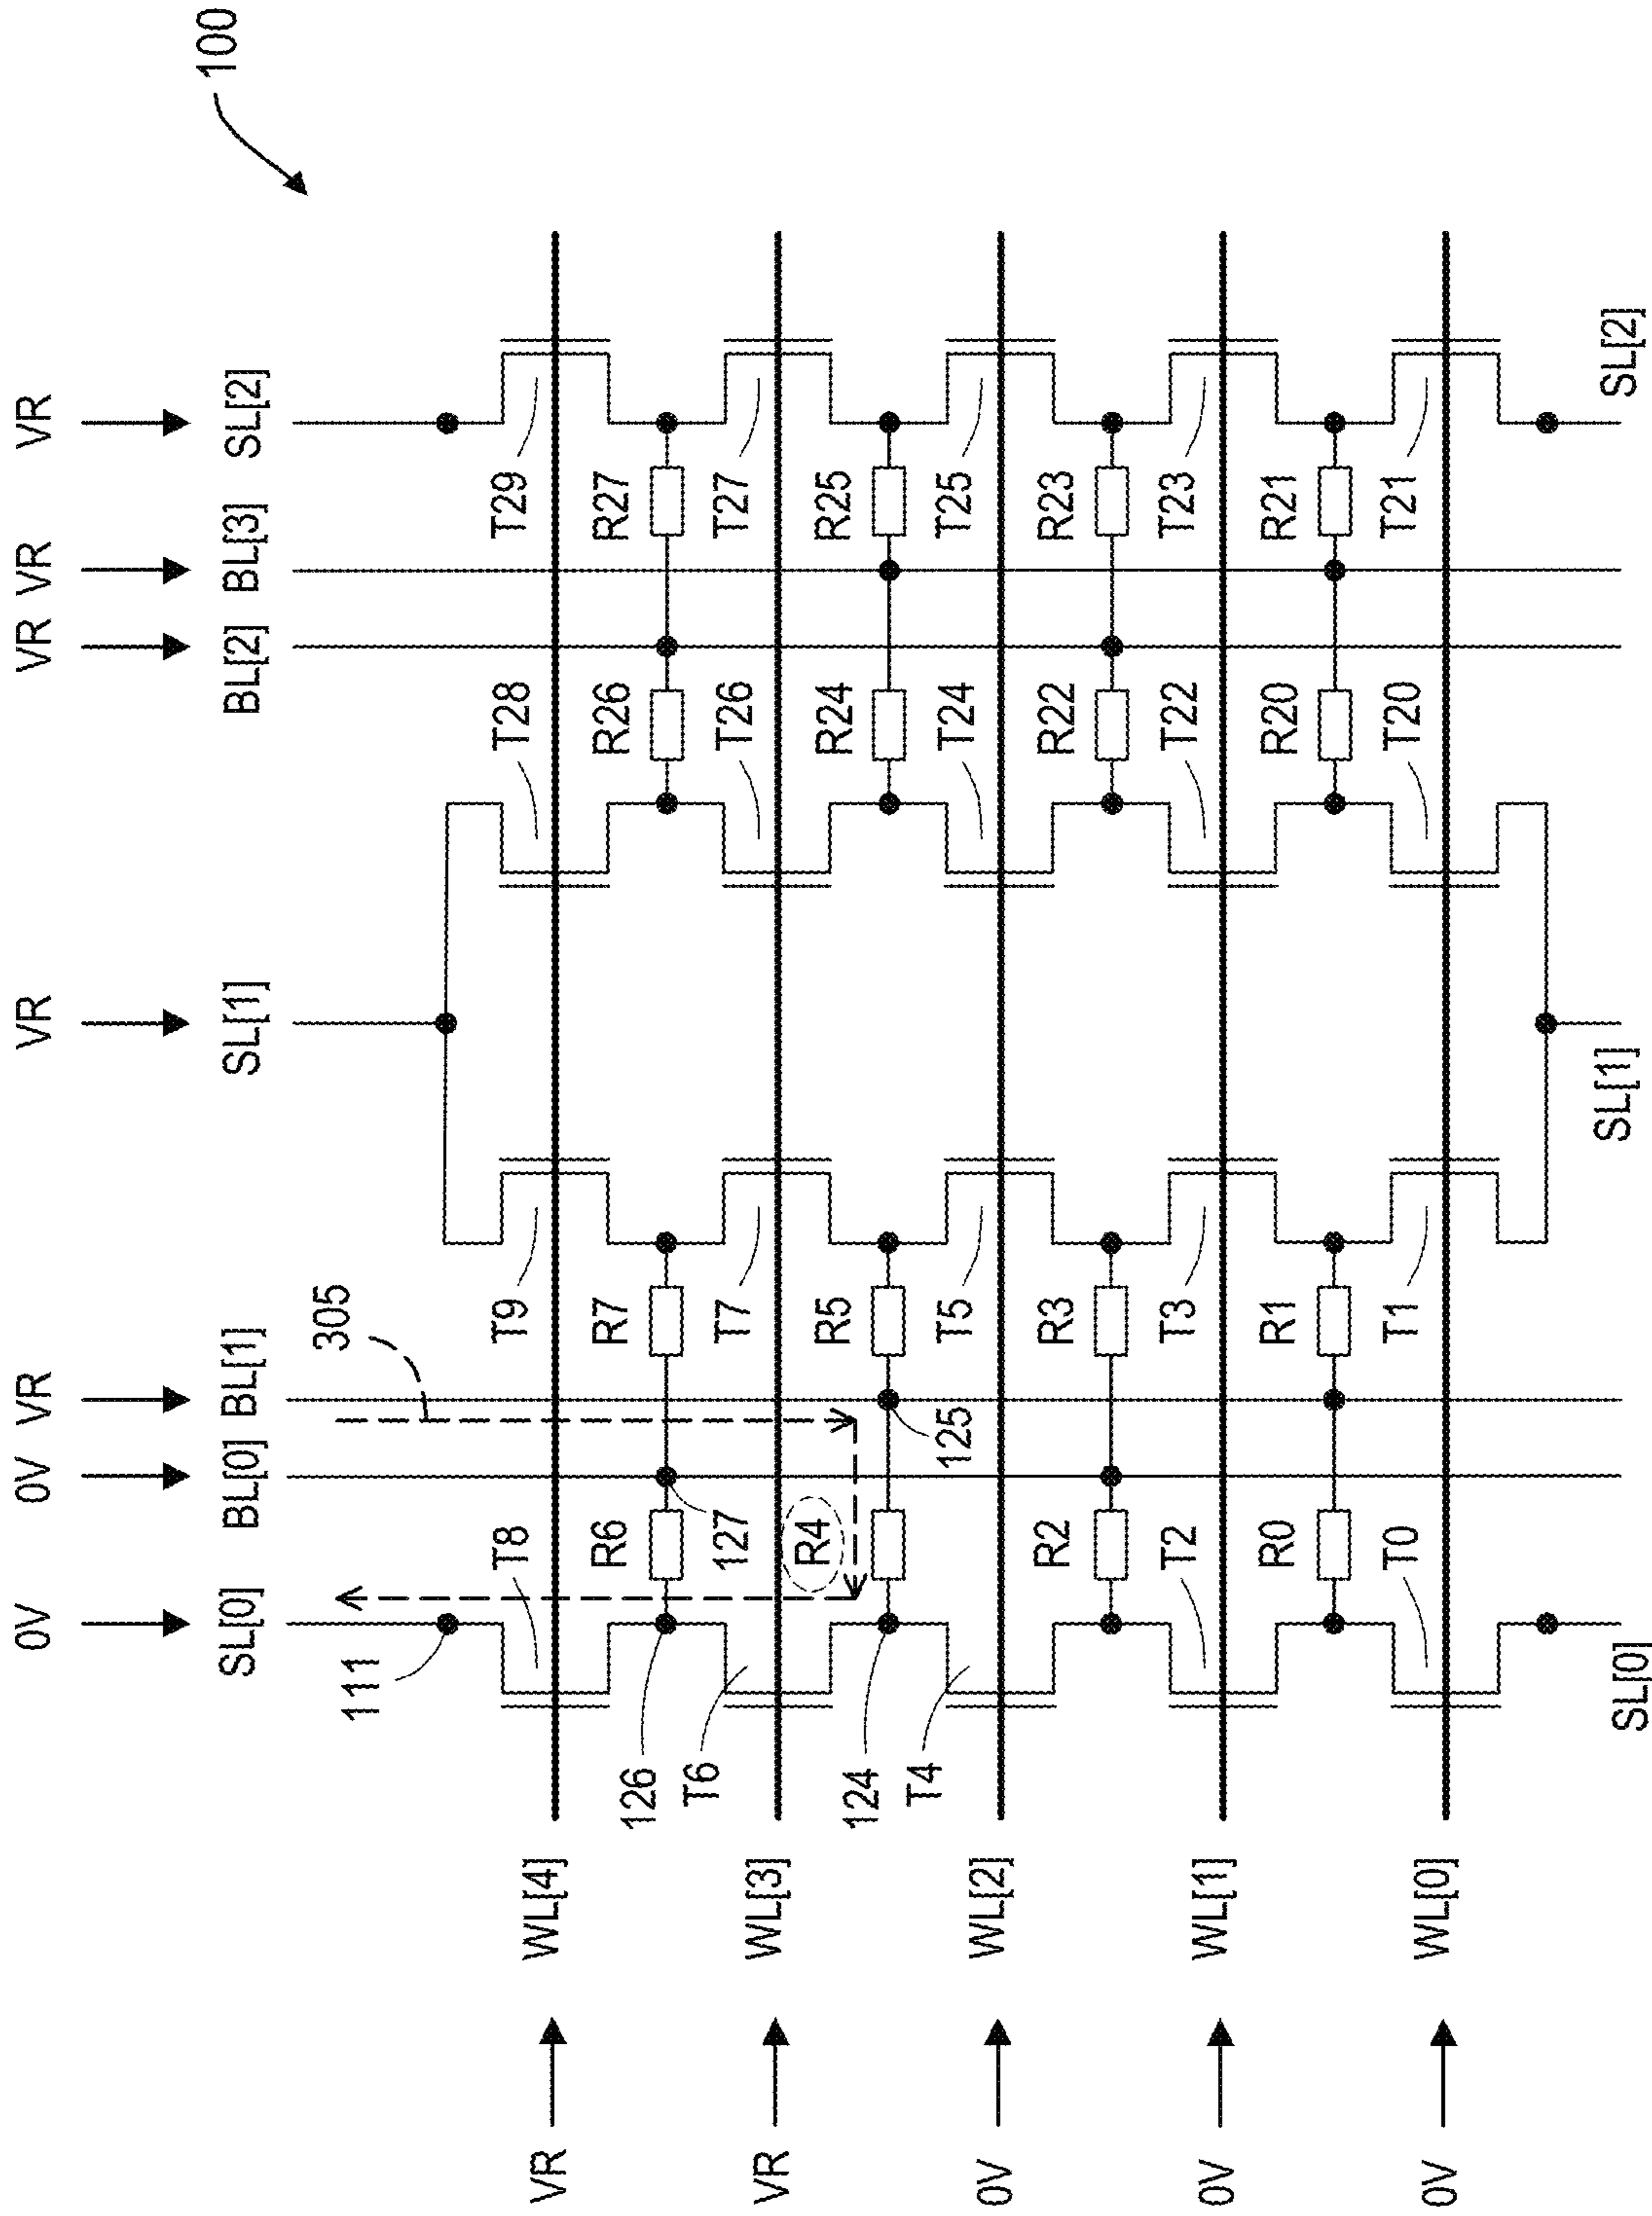 100
0V 0V VR VR VR VR VR
SL[0] BL[0] BL[1] SL[1] BL[2] BL[3] SL[2]
305
111
T8 T9 T28 T29
VR WL[4]
R6 R7 R26 R27
126
T6 127 T7 T26 T27
VR WL[3]
R4 R5 R24 R25
124
T4 125 T5 T24 T25
0V WL[2]
R2 R3 R22 R23
T2 T3 T22 T23
0V WL[1]
R0 R1 R20 R21
T0 T1 T20 T21
0V WL[0]
SL[0] SL[1] SL[2]